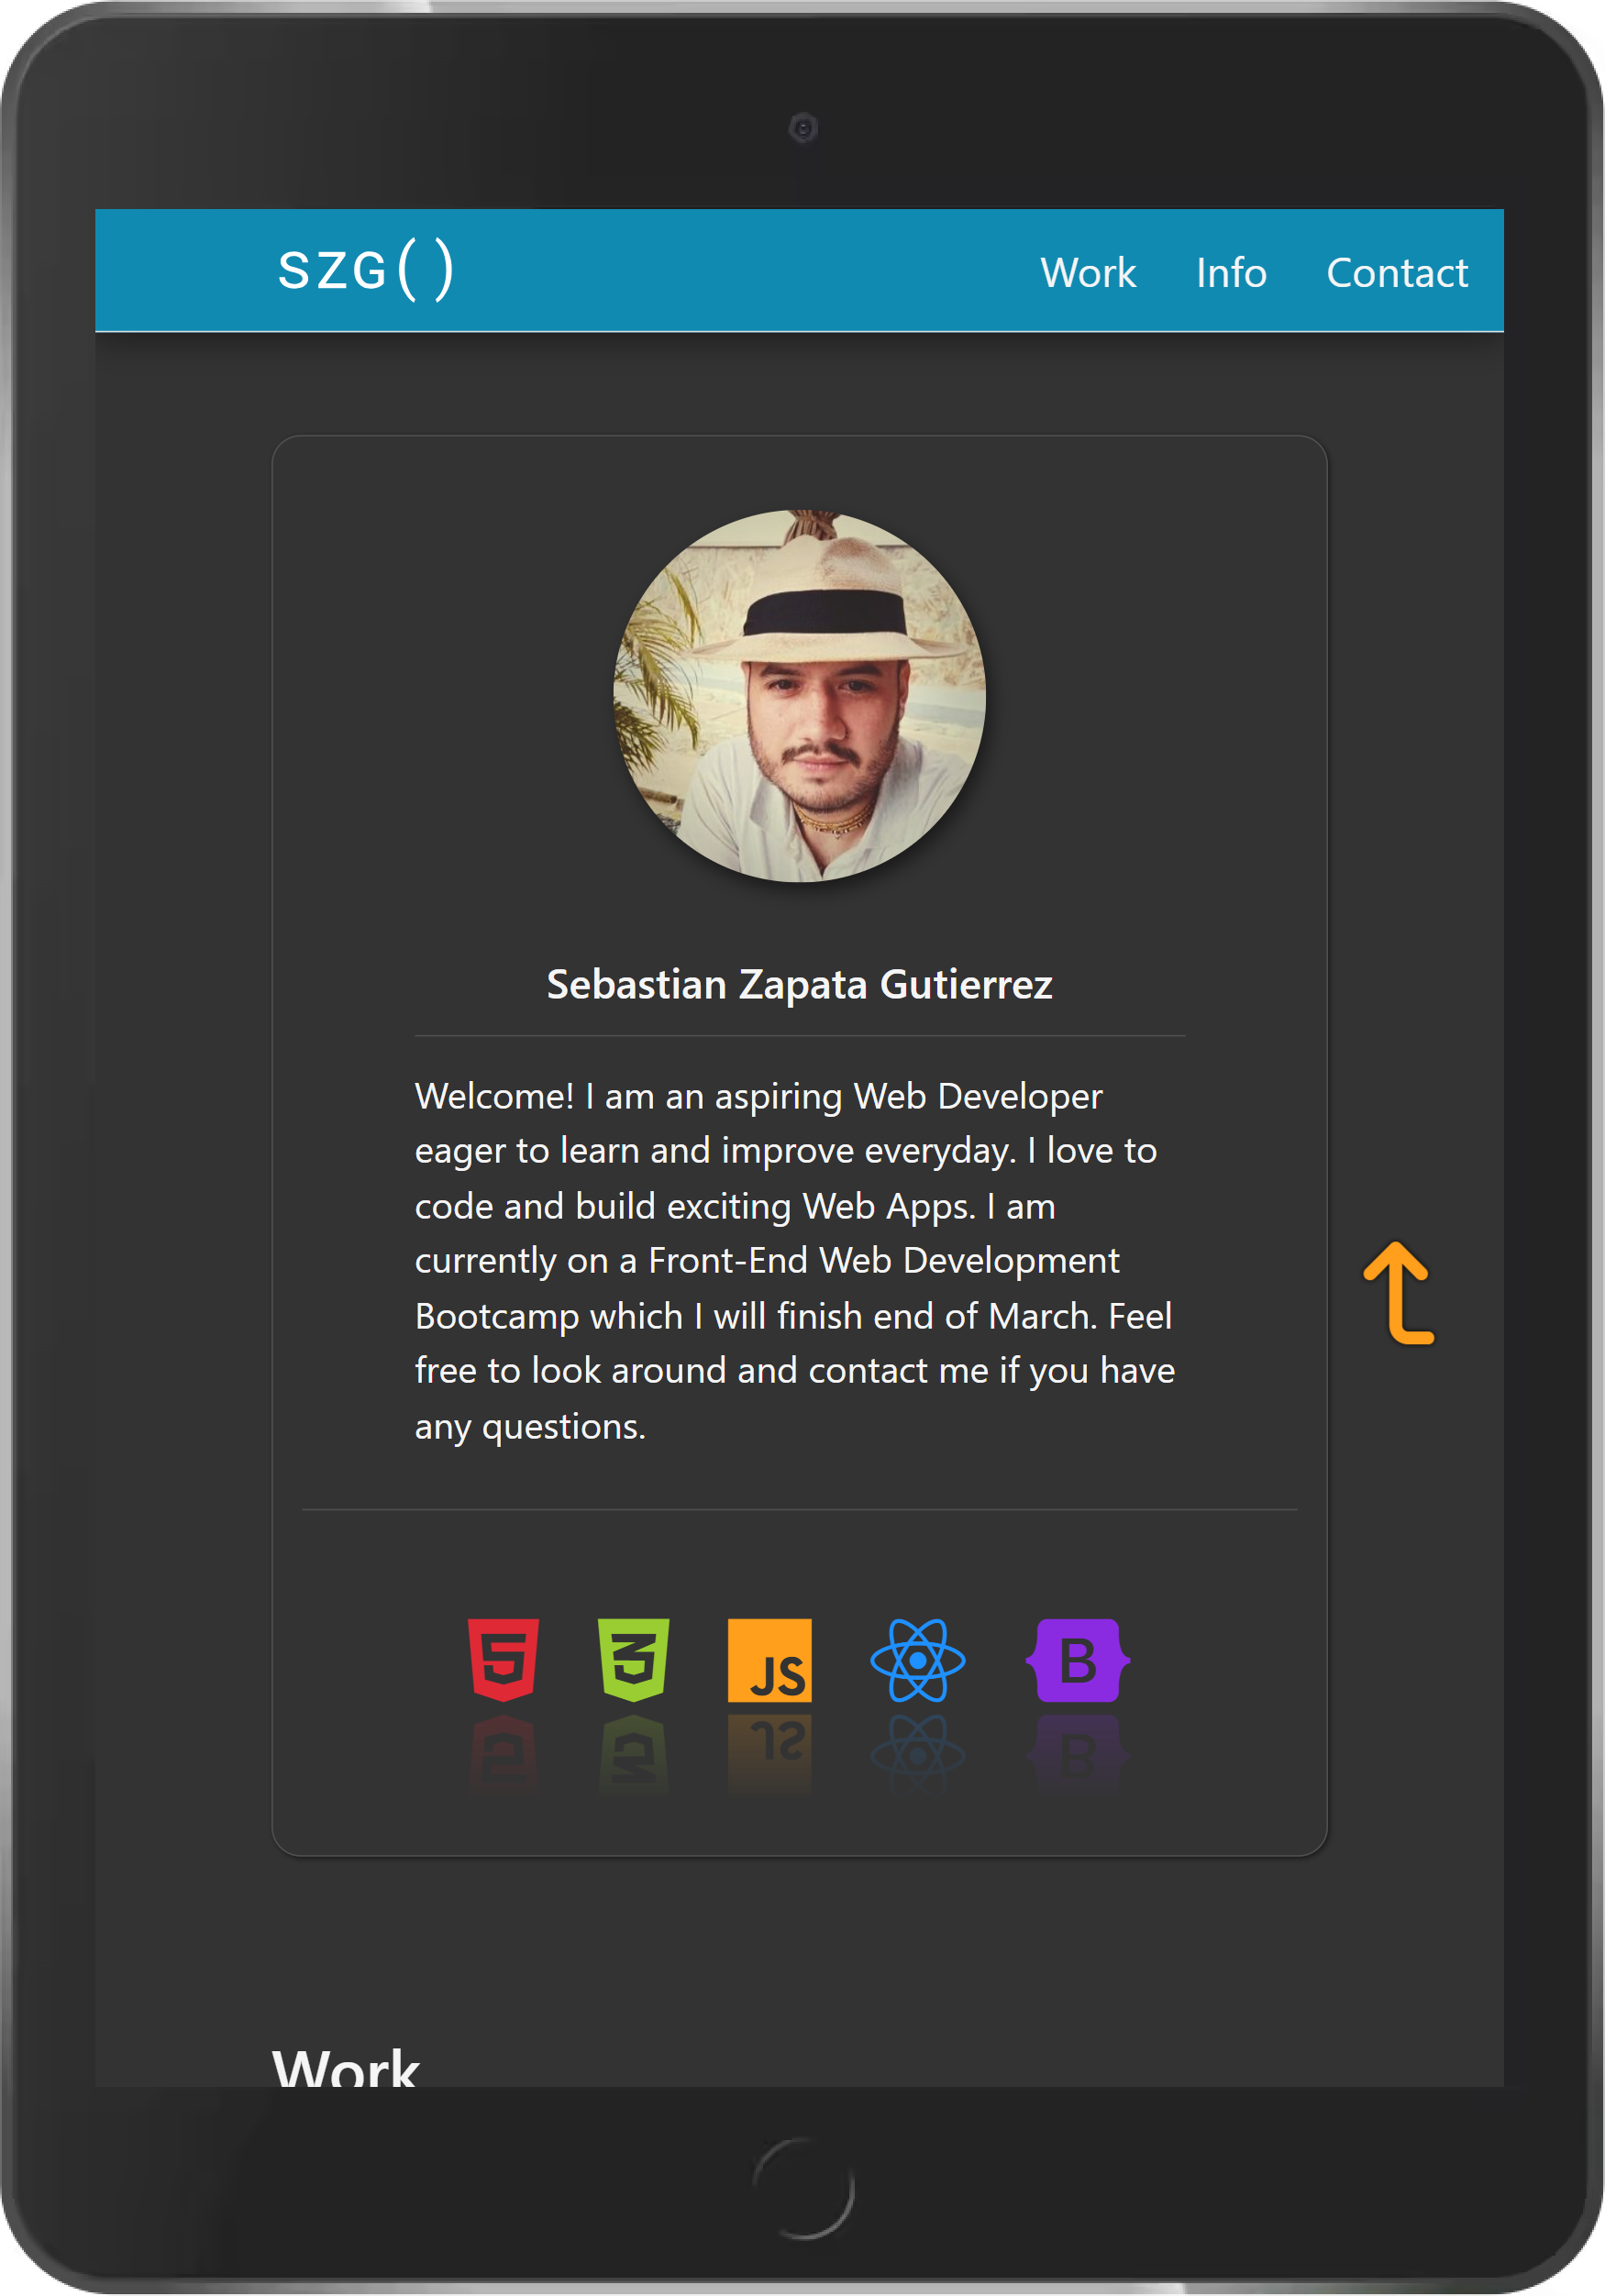 SZG()
Work Info Contact
Sebastian Zapata Gutierrez
Welcome! I am an aspiring Web Developer
eager to learn and improve everyday. I love to
code and build exciting Web Apps. I am
currently on a Front-End Web Development
Bootcamp which I will finish end of March. Feel
free to look around and contact me if you have
any questions.
5 3 JS B
Work